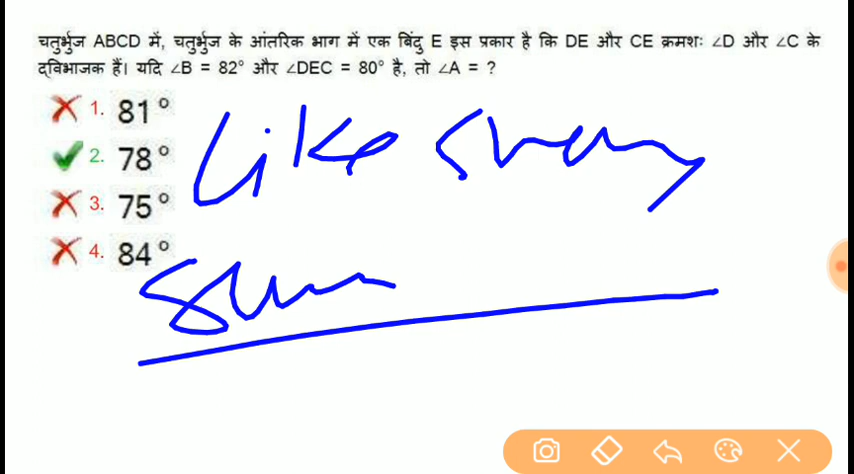 चतुर्भुज ABCD में, चतुर्भुज के आंतरिक भाग में एक बिंदु E इस प्रकार है कि DE और CE क्रमशः ∠D और ∠C के
द्विभाजक हैं। यदि ∠B = 82° और ∠DEC = 80° है, तो ∠A = ?
1. 81°
2. 78°
3. 75°
4. 84°
Like